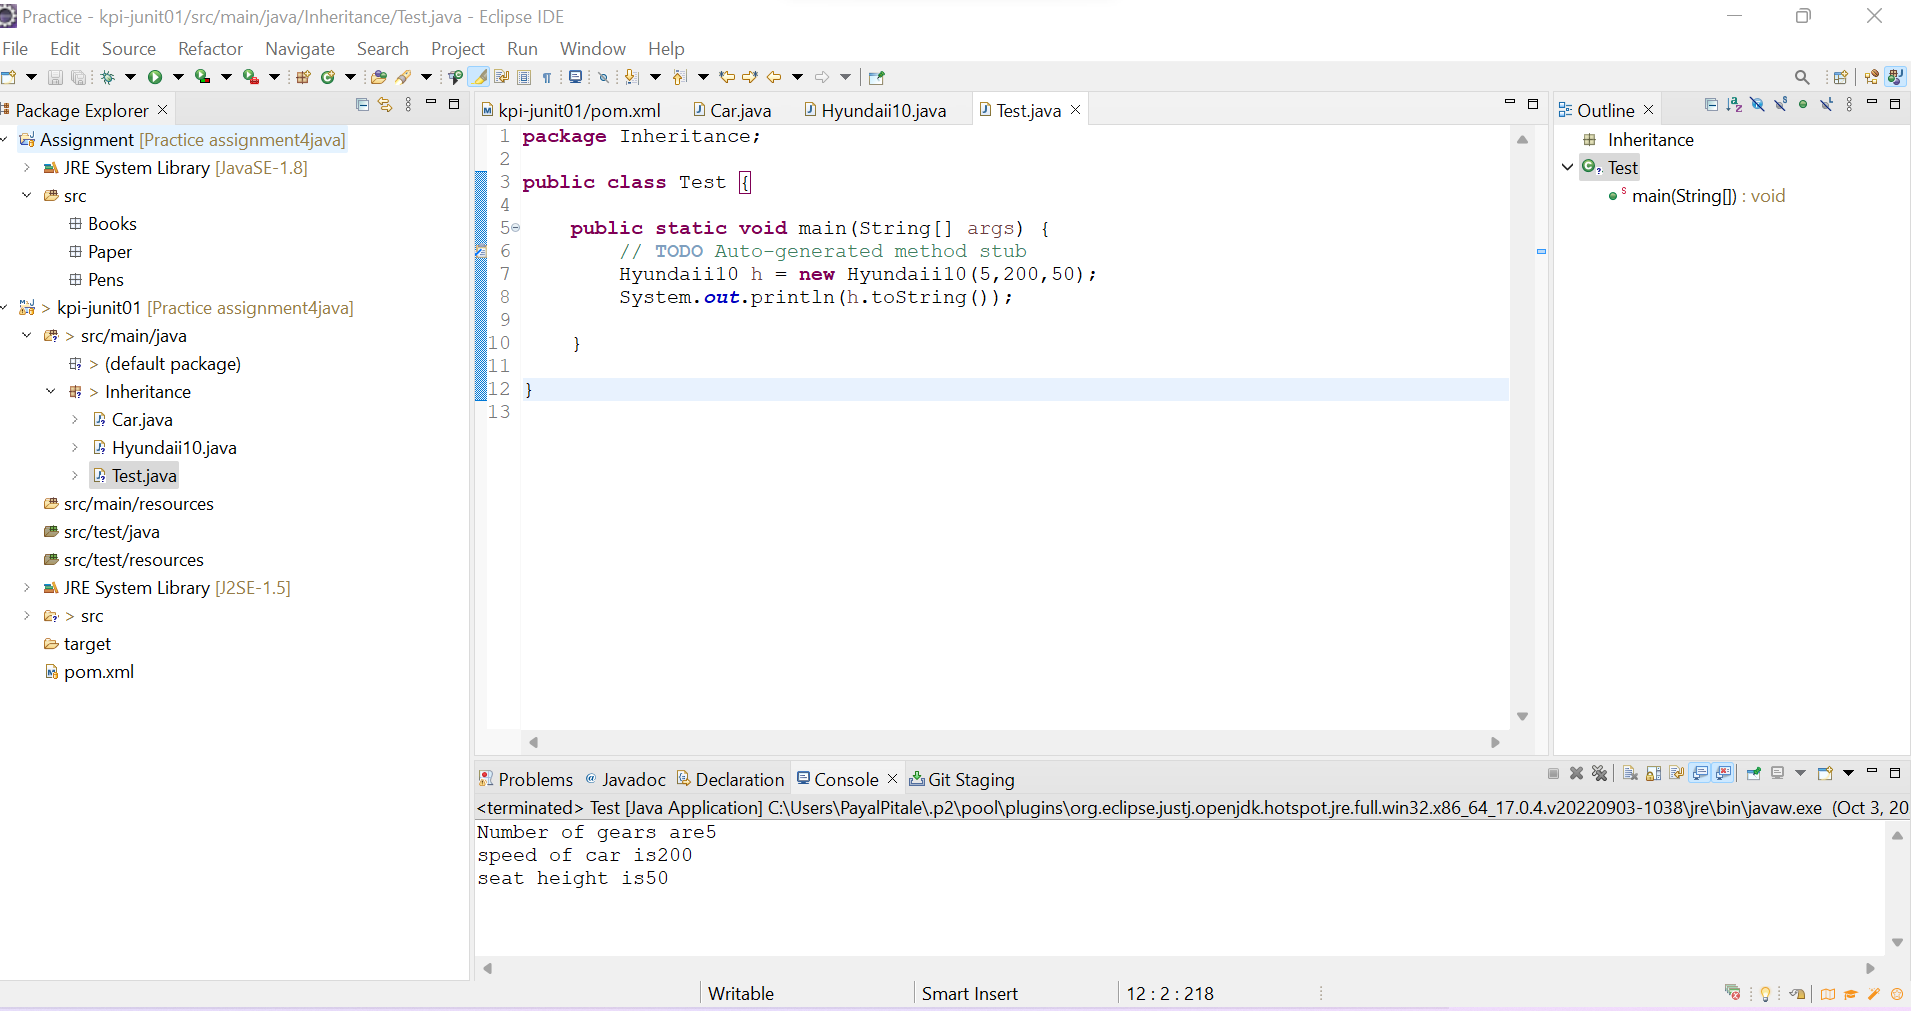 Practice - kpi-junit01/src/main/java/Inheritance/Test.java - Eclipse IDE
File Edit Source Refactor Navigate Search Project Run Window Help
Package Explorer
Assignment [Practice assignment4java]
JRE System Library [JavaSE-1.8]
src
Books
Paper
Pens
> kpi-junit01 [Practice assignment4java]
> src/main/java
> (default package)
> Inheritance
Car.java
Hyundaii10.java
Test.java
src/main/resources
src/test/java
src/test/resources
JRE System Library [J2SE-1.5]
> src
target
pom.xml
kpi-junit01/pom.xml Car.java Hyundaii10.java Test.java
1 package Inheritance;
2
3 public class Test {
4
5 public static void main(String[] args) {
6 // TODO Auto-generated method stub
7 Hyundaii10 h = new Hyundaii10(5,200,50);
8 System.out.println(h.toString());
9
10 }
11
12 }
13
Outline
Inheritance
Test
main(String[]) : void
Problems Javadoc Declaration Console Git Staging
<terminated> Test [Java Application] C:\Users\PayalPitale\.p2\pool\plugins\org.eclipse.justj.openjdk.hotspot.jre.full.win32.x86_64_17.0.4.v20220903-1038\jre\bin\javaw.exe (Oct 3, 20
Number of gears are5
speed of car is200
seat height is50
Writable Smart Insert 12 : 2 : 218